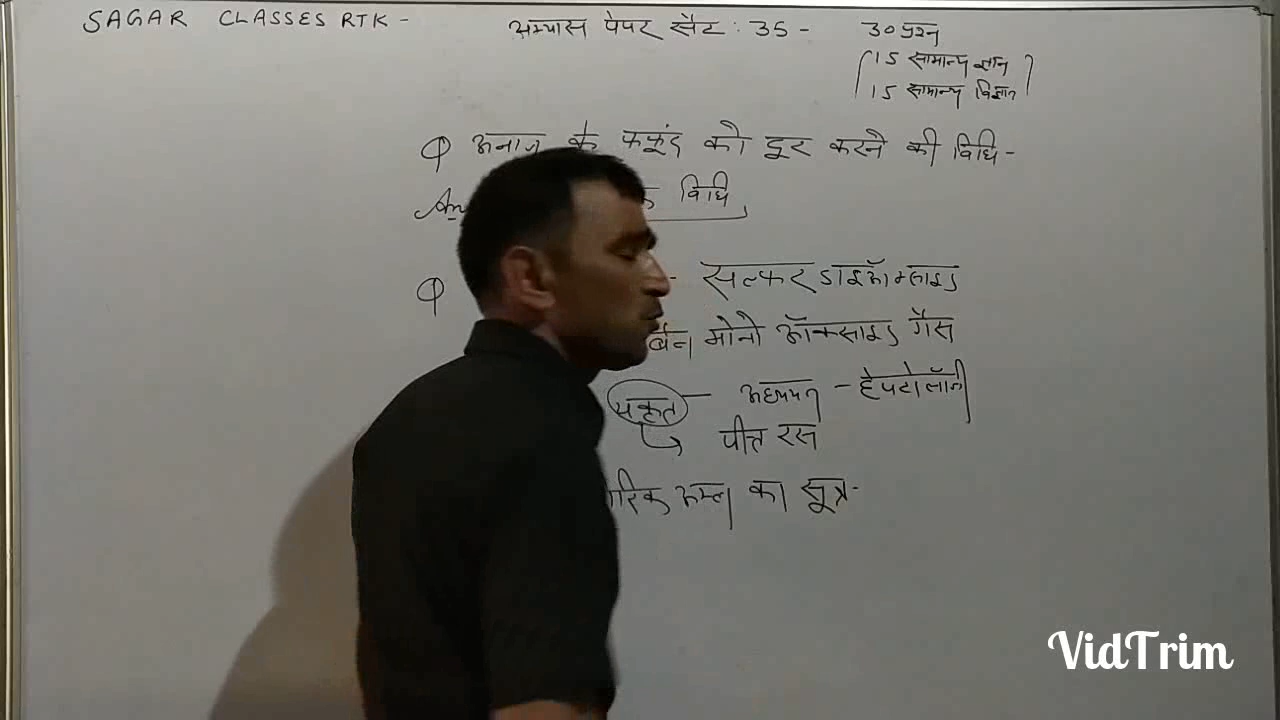 SAGAR CLASSES RTK -
अभ्यास पेपर सैट : 35 -
30 प्रश्न
15 सामान्य ज्ञान
15 सामान्य विज्ञान
Q अनाज के फफूंद को दूर करने की विधि -
Ans विधि
Q - सल्फर डाइऑक्साइड
मोनो ऑक्साइड गैस
यकृत - अध्ययन - हेपटोलॉजी
पीत्त रस
अम्ल का सूत्र -
VidTrim